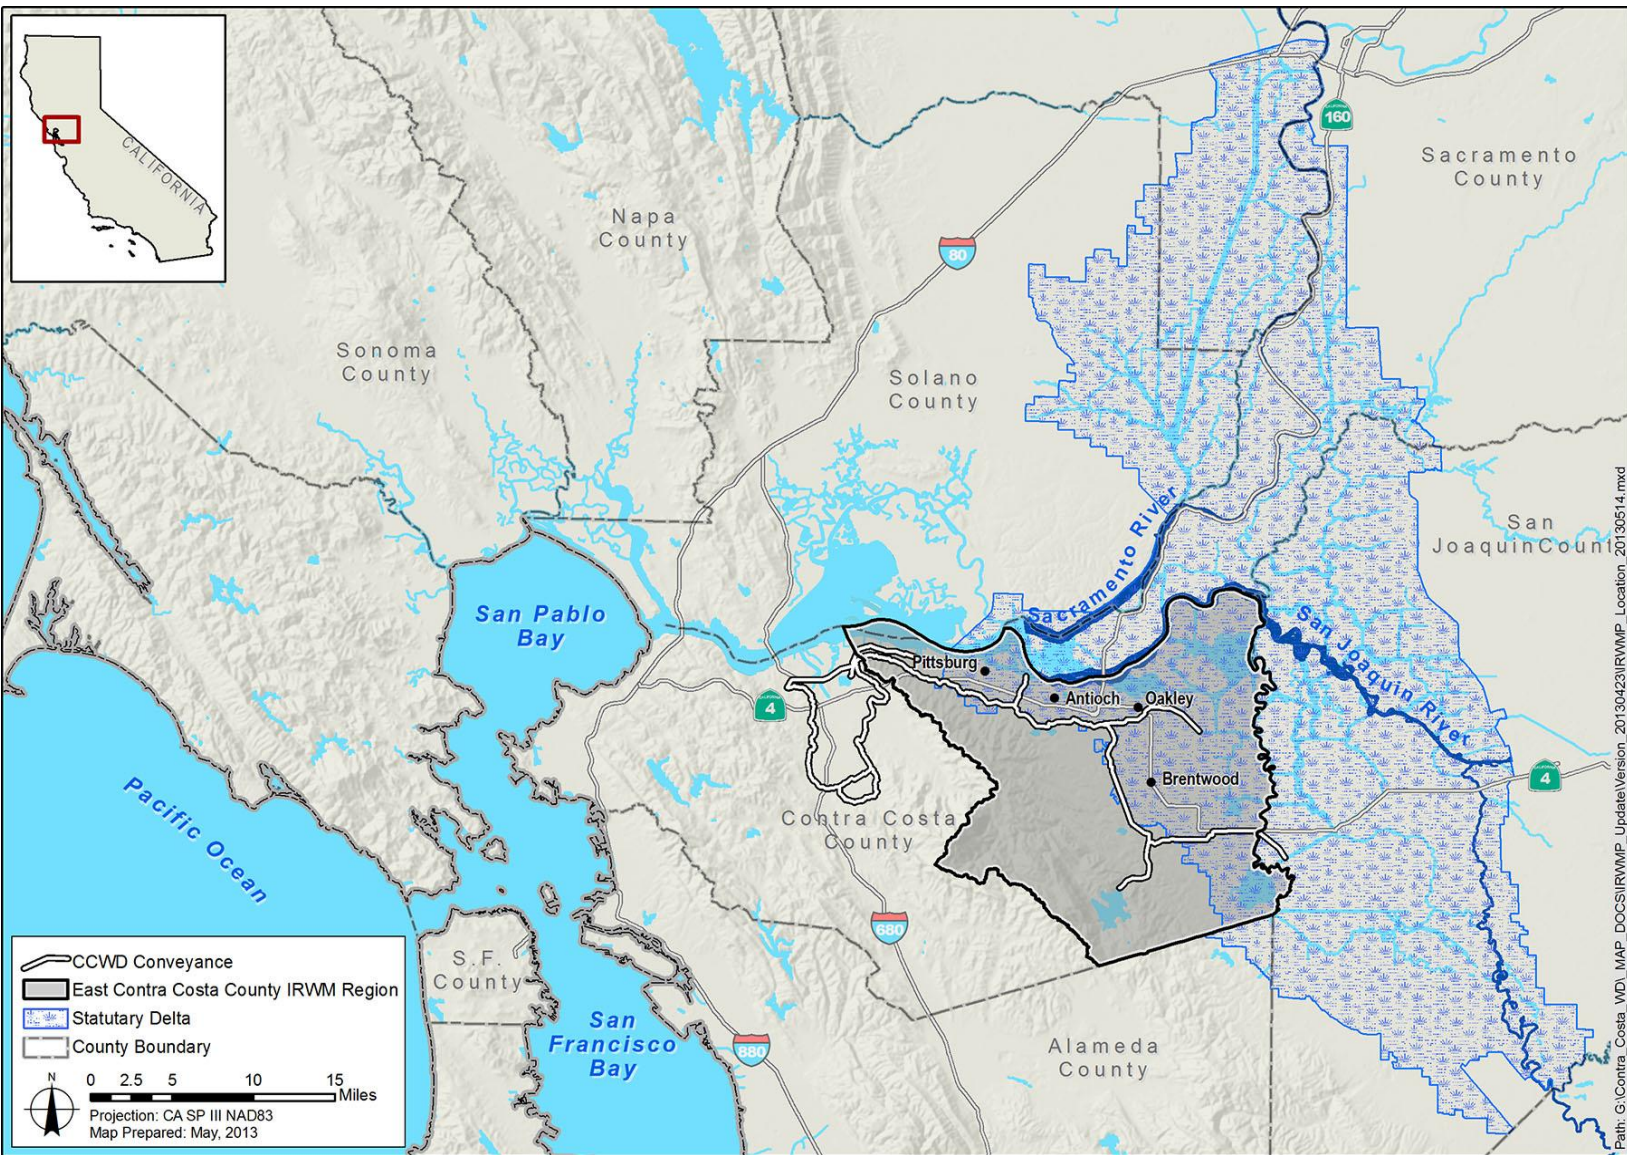 CALIFORNIA
Napa
County
Sonoma
County
80
Solano
County
CALIFORNIA
160
Sacramento
County
San
JoaquinCount
Sacramento River
San Joaquin River
San Pablo
Bay
Pittsburg
Antioch
Oakley
Brentwood
4
4
Contra Costa
County
Pacific Ocean
680
S.F.
County
San
Francisco
Bay
880
Alameda
County
CCWD Conveyance
East Contra Costa County IRWM Region
Statutary Delta
County Boundary
N
0 2.5 5 10 15
Miles
Projection: CA SP III NAD83
Map Prepared: May, 2013
Path: G:\Contra_Costa_WD\_MAP_DOCS\IRWMP_Update\Version_20130423\IRWMP_Location_20130514.mxd